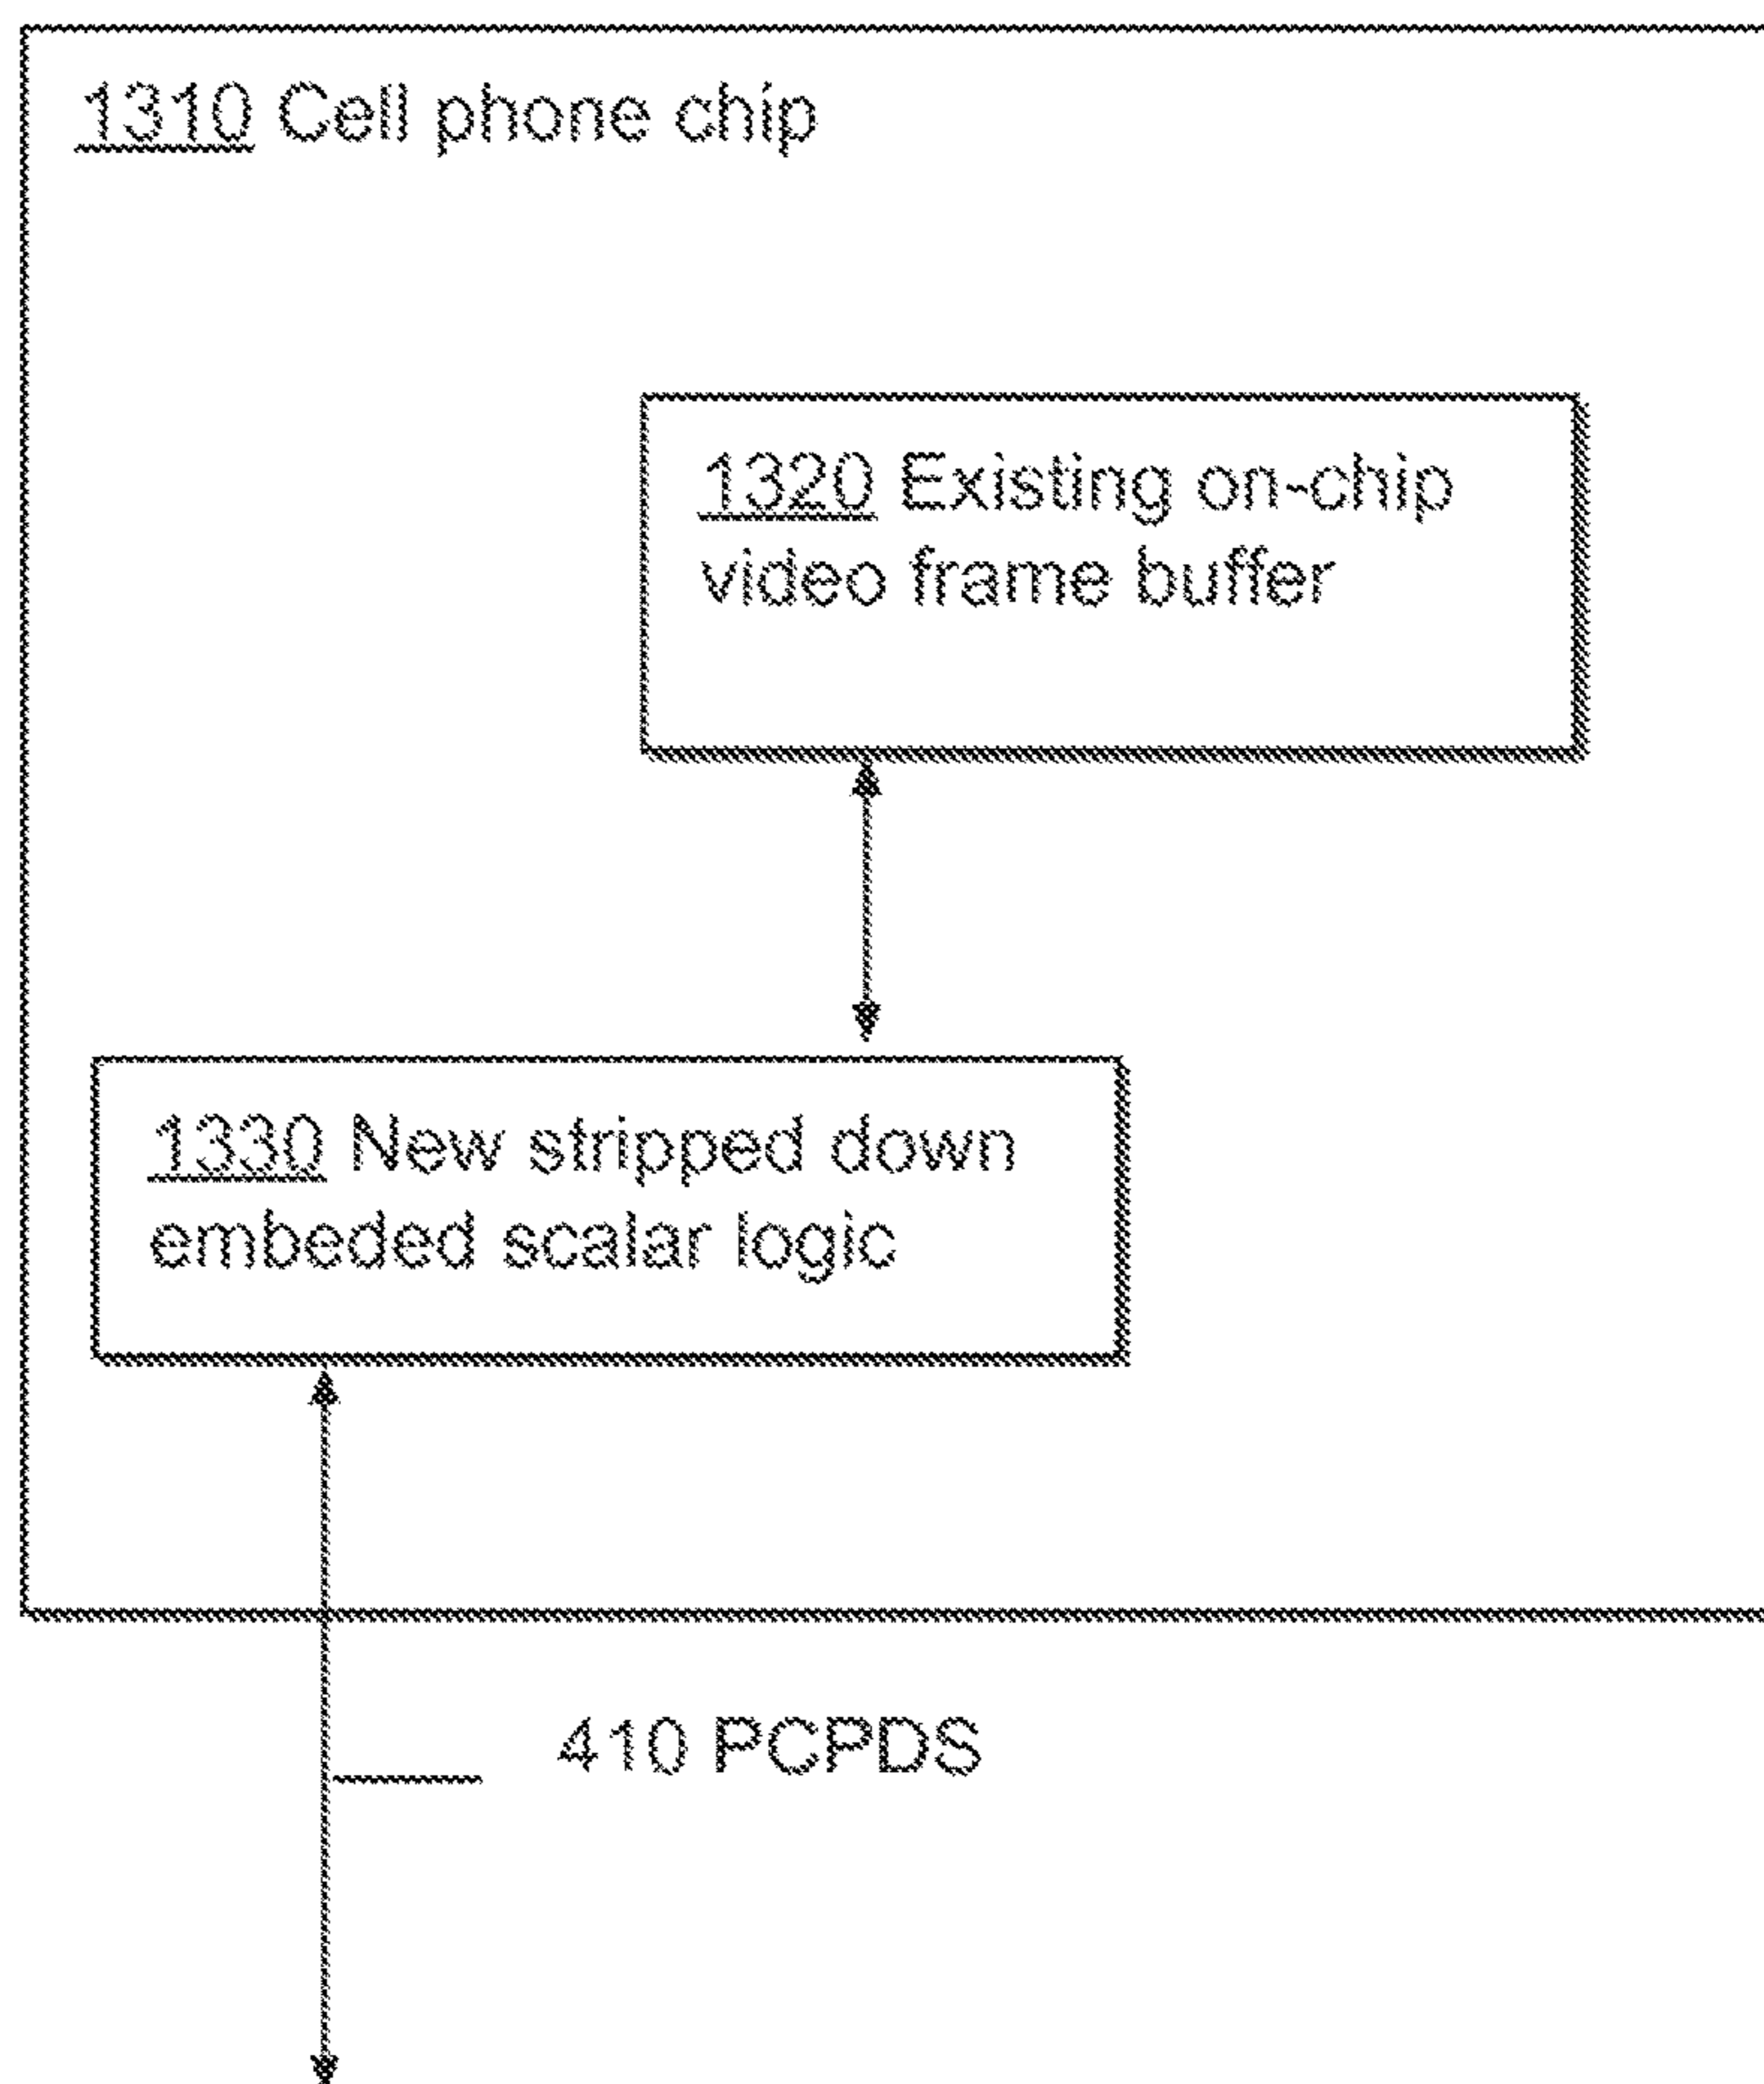 1310 Cell phone chip
1320 Existing on-chip
video frame buffer
1330 New stripped down
embeded scalar logic
410 PCPDS